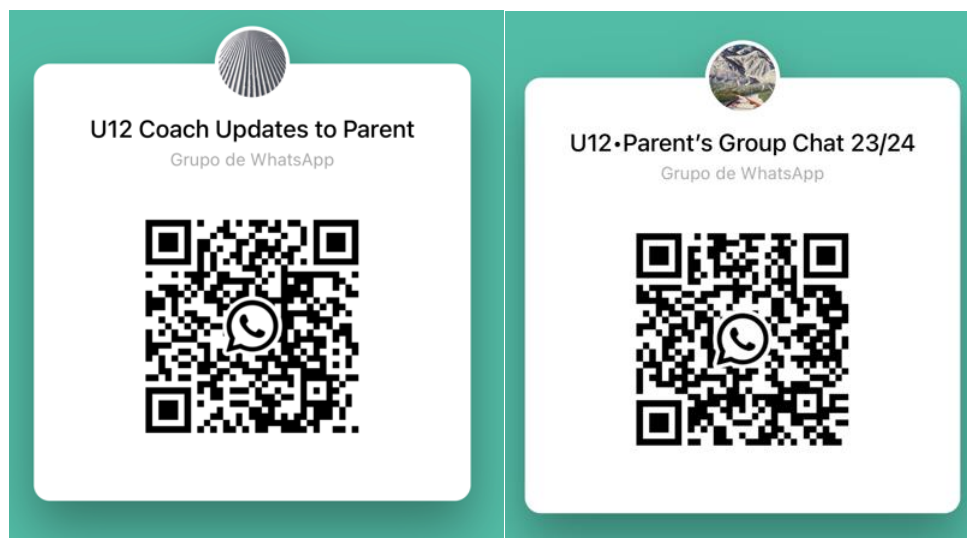 U12 Coach Updates to Parent
Grupo de WhatsApp
U12•Parent's Group Chat 23/24
Grupo de WhatsApp